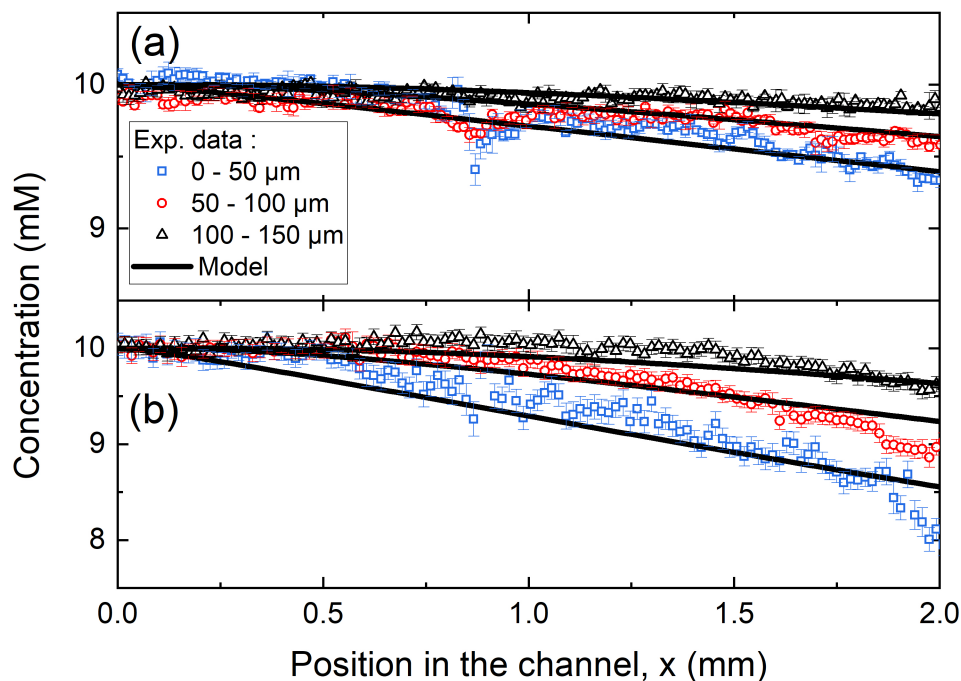 (a)
10
9
Exp. data :
0 - 50 µm
50 - 100 µm
100 - 150 µm
Model
Concentration (mM)
10
9
8
(b)
0.0 0.5 1.0 1.5 2.0
Position in the channel, x (mm)